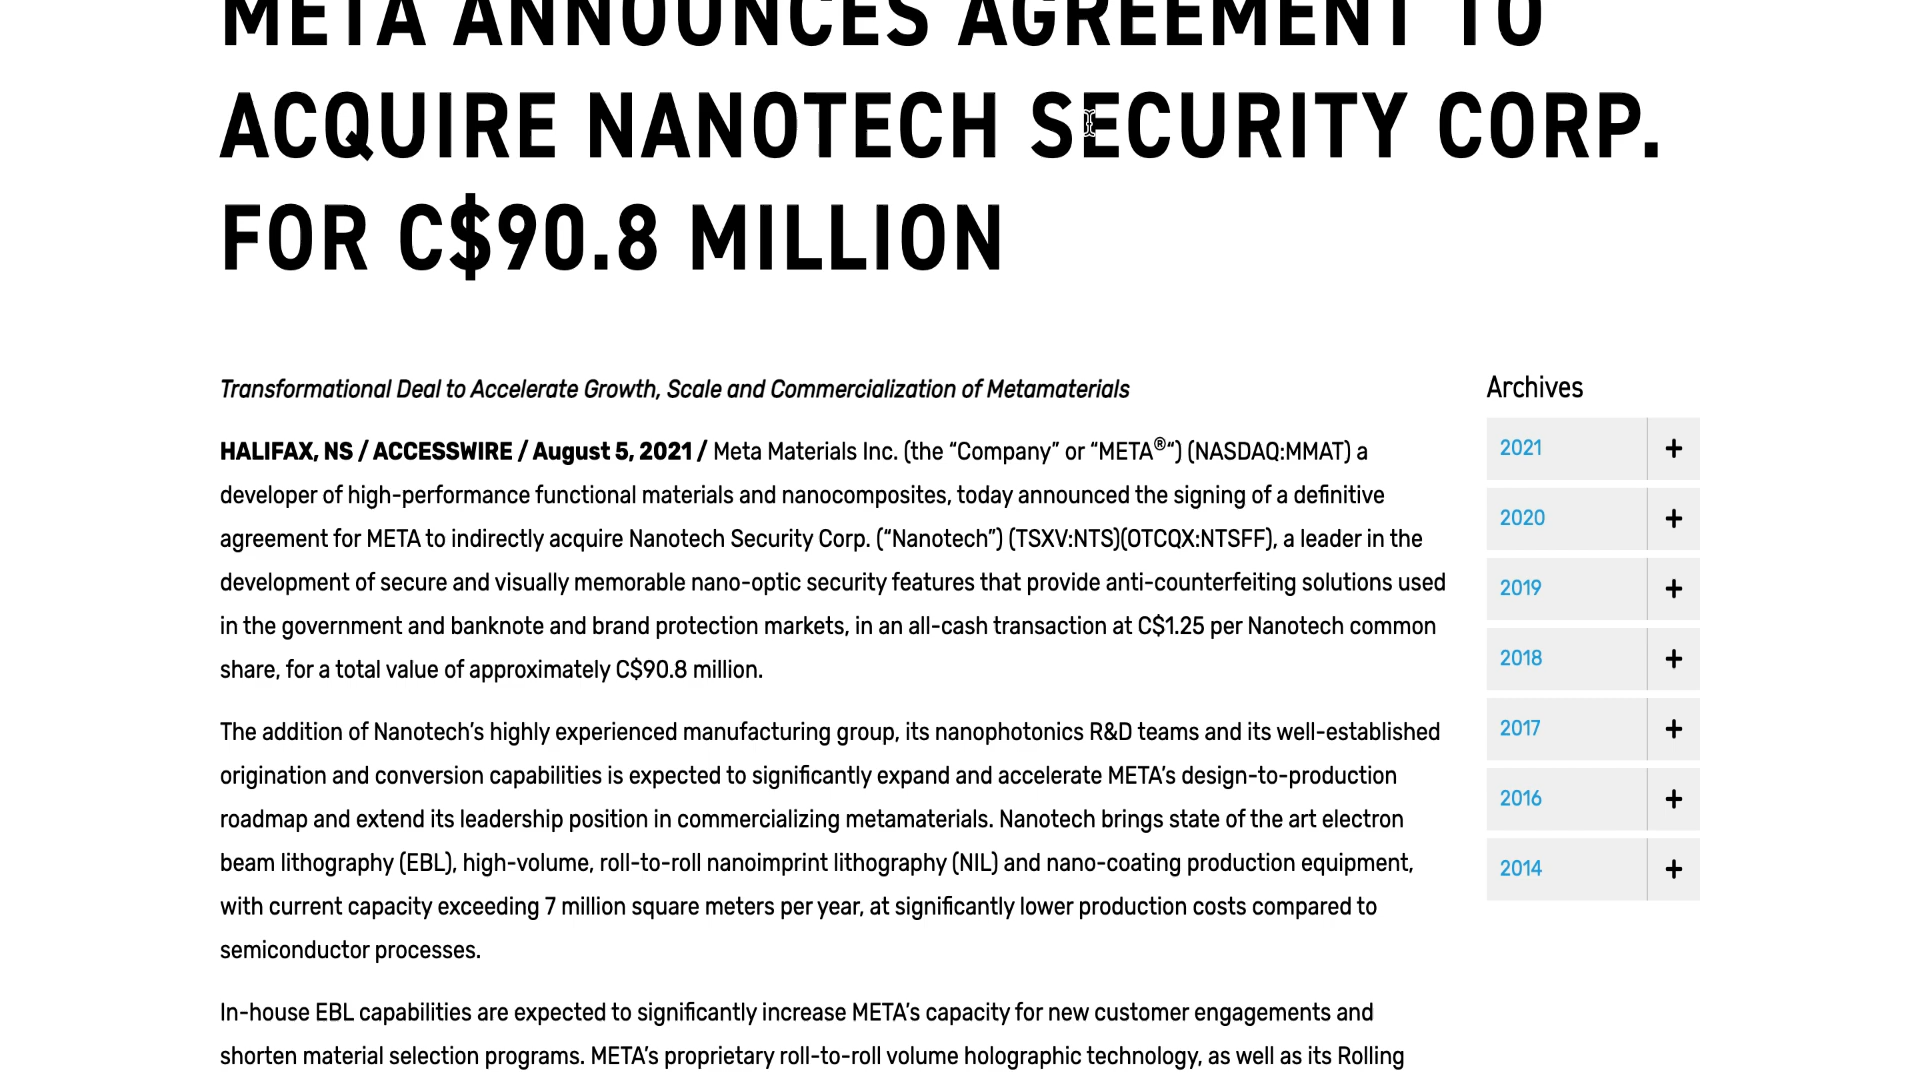 META ANNOUNCES AGREEMENT TO
ACQUIRE NANOTECH SECURITY CORP.
FOR C$90.8 MILLION
Transformational Deal to Accelerate Growth, Scale and Commercialization of Metamaterials
HALIFAX, NS / ACCESSWIRE / August 5, 2021 / Meta Materials Inc. (the “Company” or “META®“) (NASDAQ:MMAT) a
developer of high-performance functional materials and nanocomposites, today announced the signing of a definitive
agreement for META to indirectly acquire Nanotech Security Corp. (“Nanotech”) (TSXV:NTS)(OTCQX:NTSFF), a leader in the
development of secure and visually memorable nano-optic security features that provide anti-counterfeiting solutions used
in the government and banknote and brand protection markets, in an all-cash transaction at C$1.25 per Nanotech common
share, for a total value of approximately C$90.8 million.
The addition of Nanotech’s highly experienced manufacturing group, its nanophotonics R&D teams and its well-established
origination and conversion capabilities is expected to significantly expand and accelerate META’s design-to-production
roadmap and extend its leadership position in commercializing metamaterials. Nanotech brings state of the art electron
beam lithography (EBL), high-volume, roll-to-roll nanoimprint lithography (NIL) and nano-coating production equipment,
with current capacity exceeding 7 million square meters per year, at significantly lower production costs compared to
semiconductor processes.
In-house EBL capabilities are expected to significantly increase META’s capacity for new customer engagements and
shorten material selection programs. META’s proprietary roll-to-roll volume holographic technology, as well as its Rolling
Archives
2021 +
2020 +
2019 +
2018 +
2017 +
2016 +
2014 +